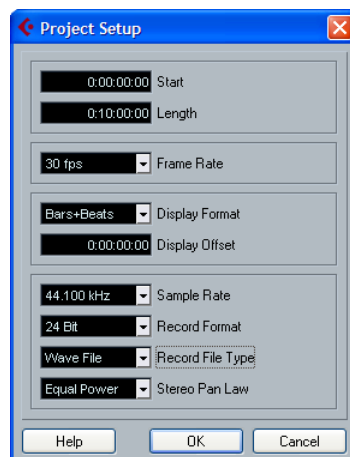 Project Setup
0:00:00:00 Start
0:10:00:00 Length
30 fps Frame Rate
Bars+Beats Display Format
0:00:00:00 Display Offset
44.100 kHz Sample Rate
24 Bit Record Format
Wave File Record File Type
Equal Power Stereo Pan Law
Help OK Cancel